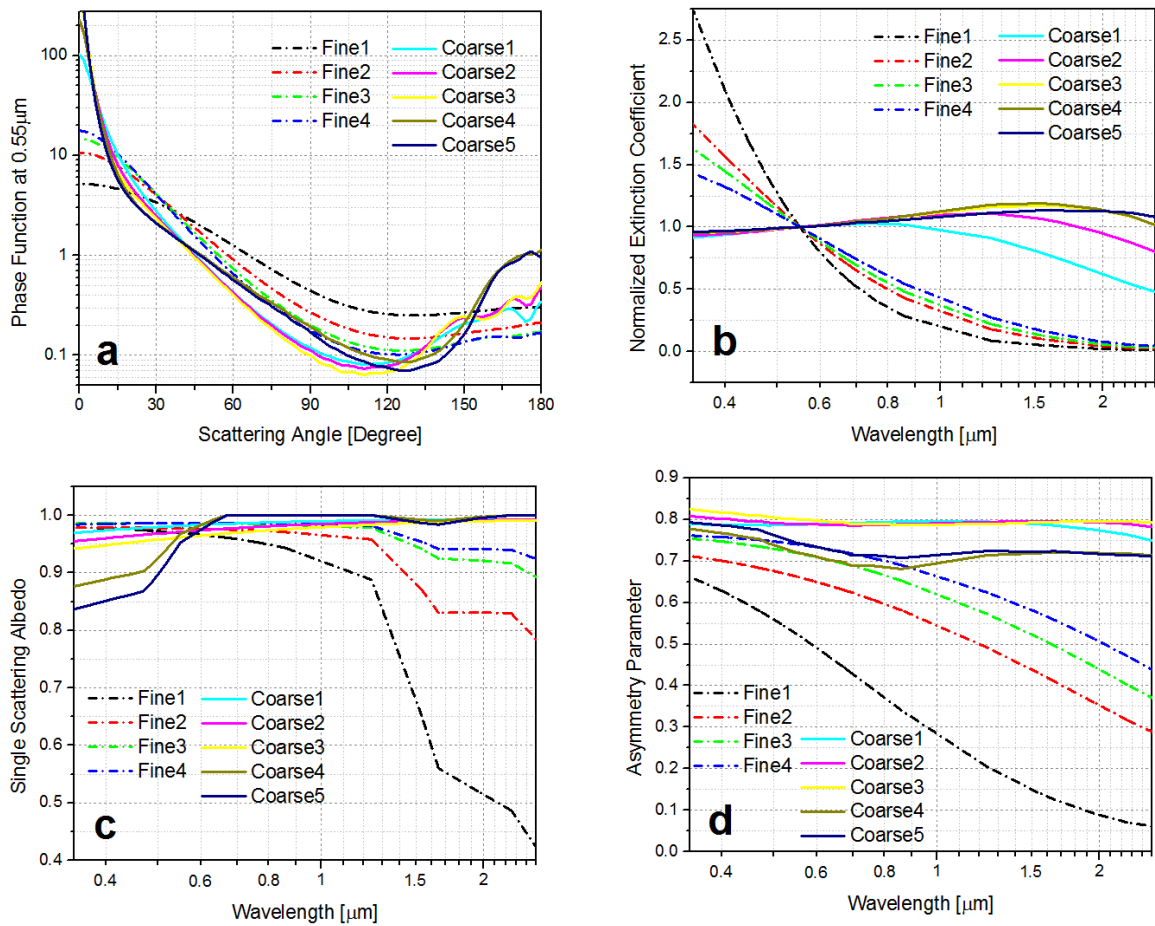 Phase Function at 0.55µm
100
10
1
0.1
0 30 60 90 120 150 180
Scattering Angle [Degree]
Fine1
Fine2
Fine3
Fine4
Coarse1
Coarse2
Coarse3
Coarse4
Coarse5
a
Normalized Extinction Coefficient
2.5
2.0
1.5
1.0
0.5
0.0
0.4 0.6 0.8 1 1.5 2
Wavelength [µm]
Fine1
Fine2
Fine3
Fine4
Coarse1
Coarse2
Coarse3
Coarse4
Coarse5
b
Single Scattering Albedo
1.0
0.9
0.8
0.7
0.6
0.5
0.4
0.4 0.6 0.8 1 1.5 2
Wavelength [µm]
Fine1
Fine2
Fine3
Fine4
Coarse1
Coarse2
Coarse3
Coarse4
Coarse5
c
Asymmetry Parameter
0.9
0.8
0.7
0.6
0.5
0.4
0.3
0.2
0.1
0.0
0.4 0.6 0.8 1 1.5 2
Wavelength [µm]
Fine1
Fine2
Fine3
Fine4
Coarse1
Coarse2
Coarse3
Coarse4
Coarse5
d